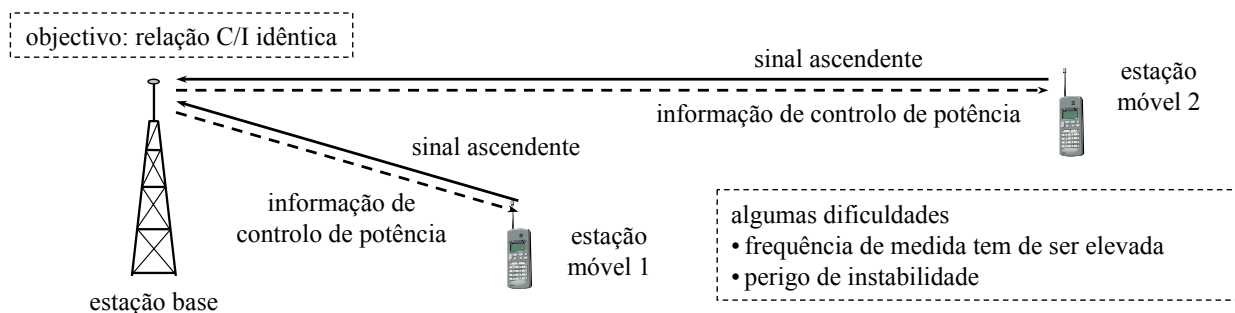 objectivo: relação C/I idêntica
sinal ascendente
estação
móvel 2
informação de controlo de potência
sinal ascendente
informação de
controlo de potência
estação
móvel 1
estação base
algumas dificuldades
• frequência de medida tem de ser elevada
• perigo de instabilidade